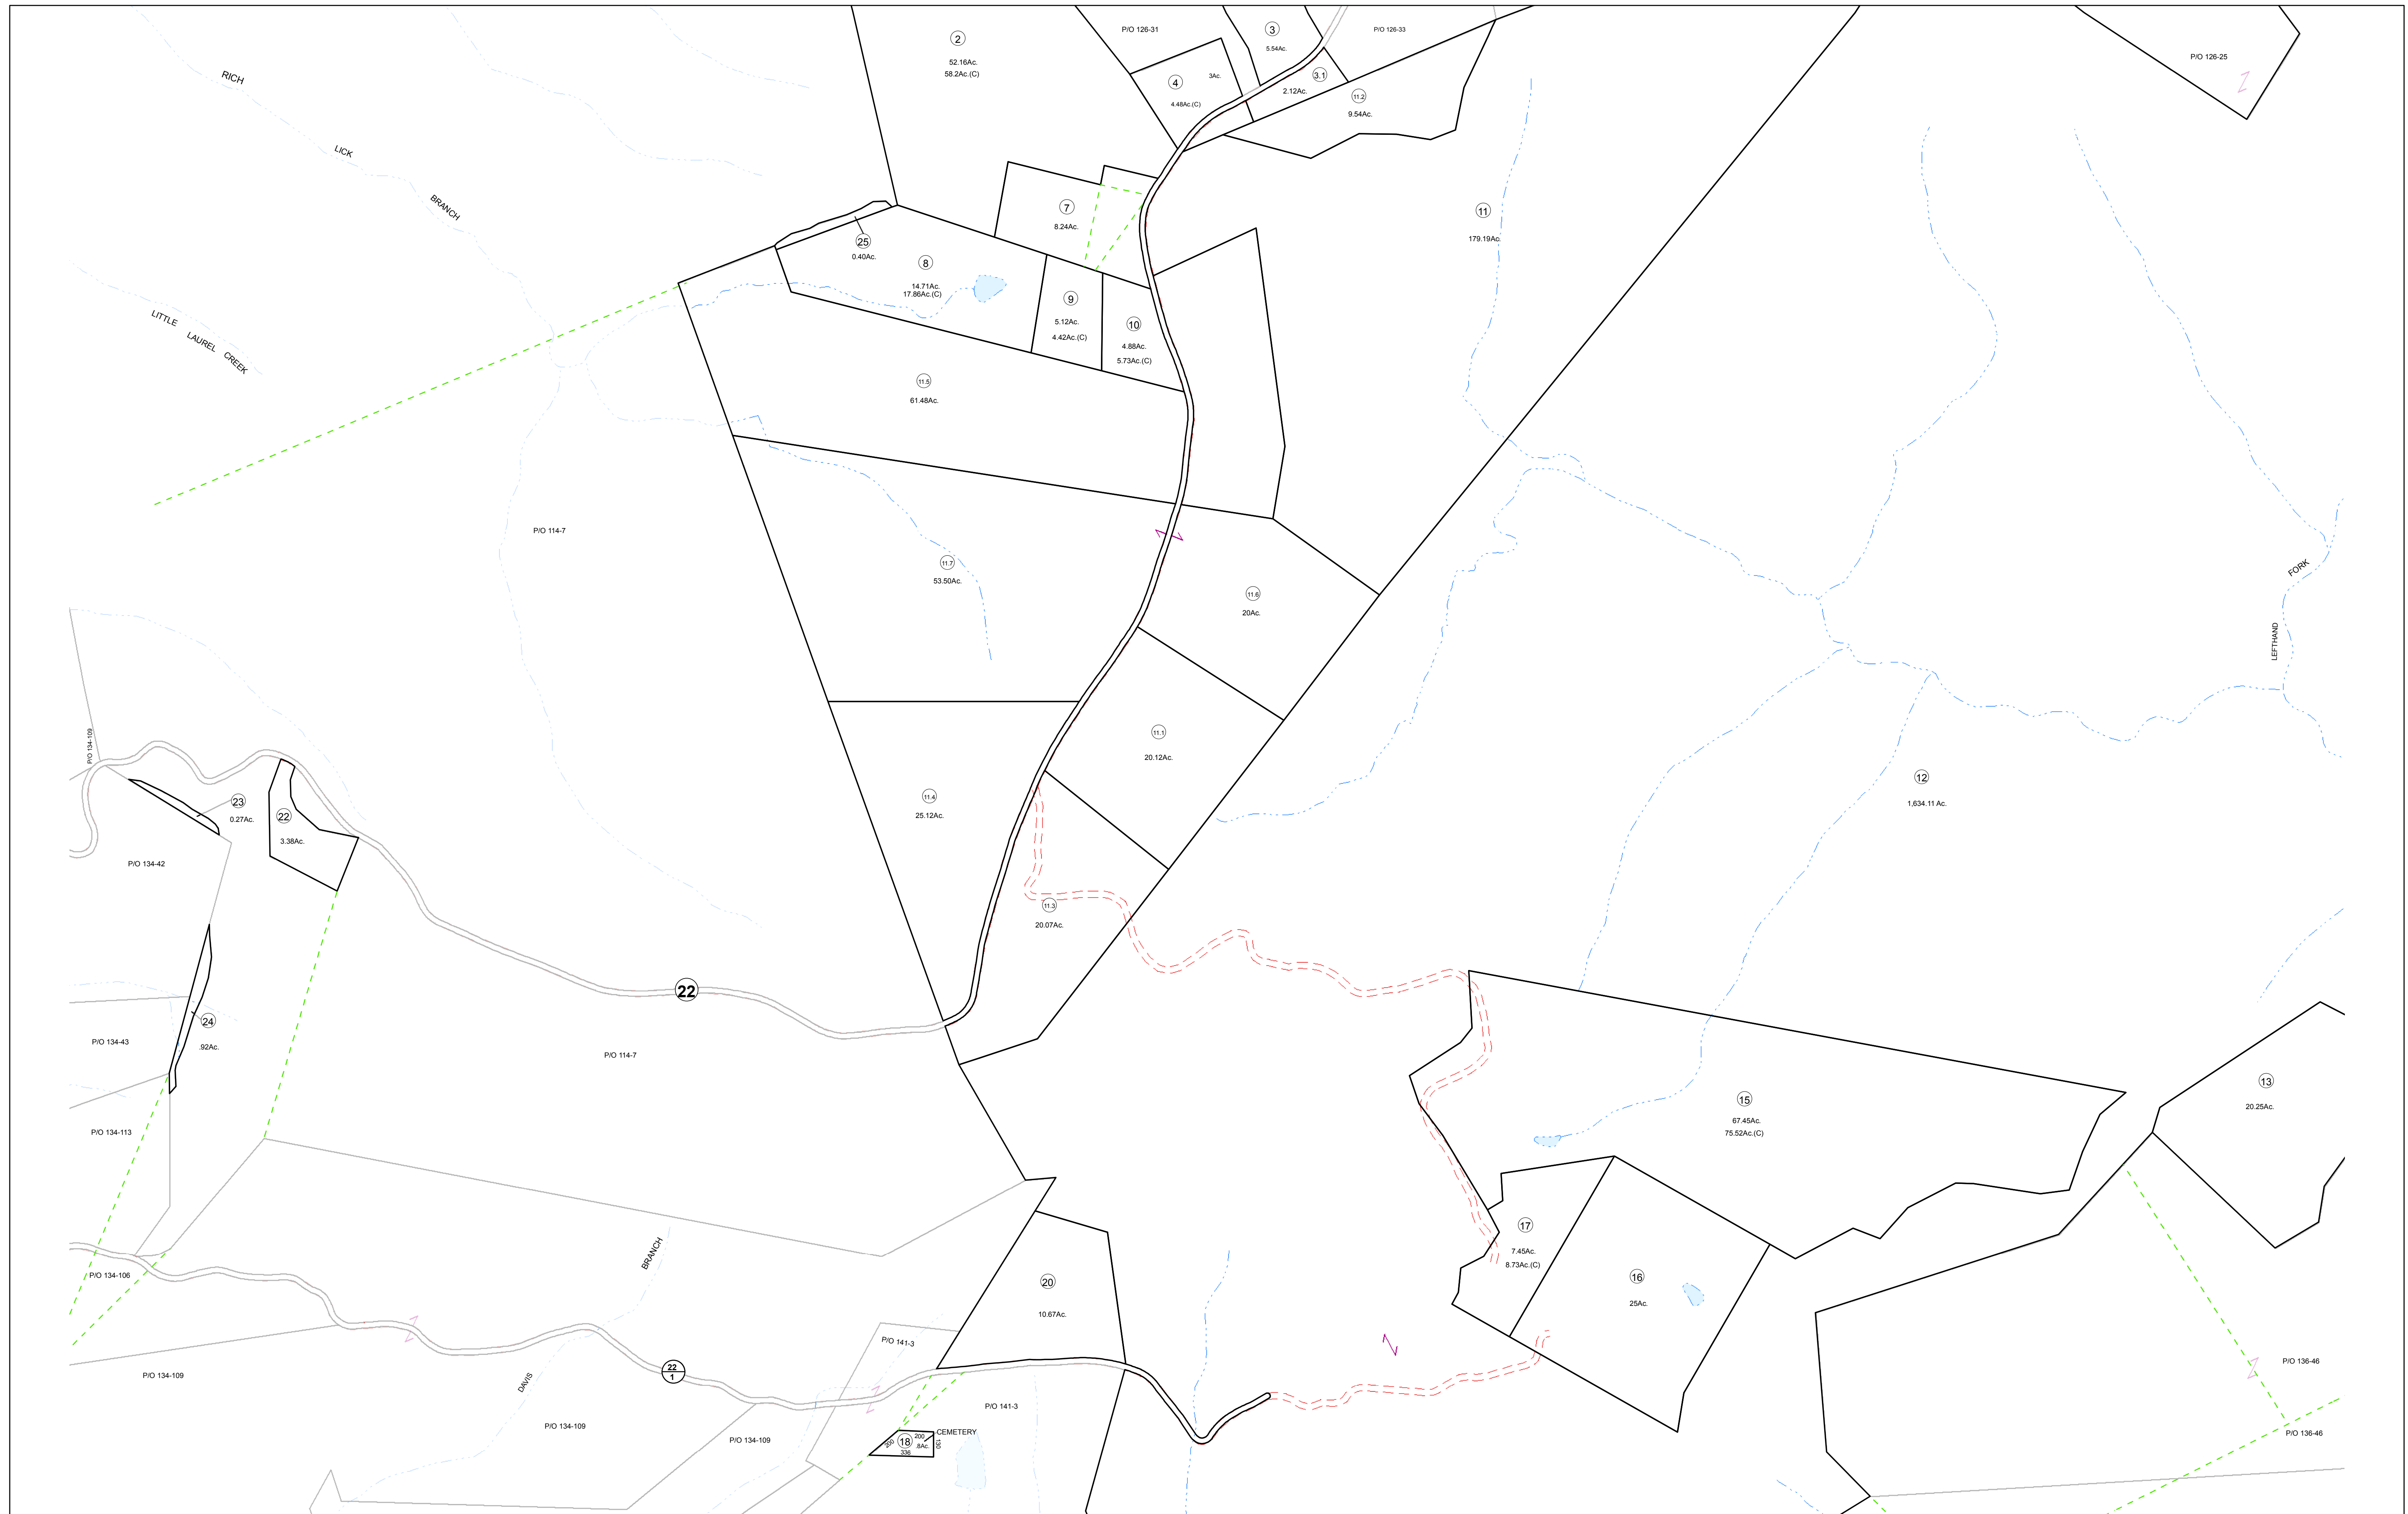 2
52.16Ac.
58.2Ac.(C)
P/O 126-31
3
5.54Ac.
P/O 126-33
P/O 126-25
4
3Ac.
4.48Ac.(C)
3.1
2.12Ac.
11.2
9.54Ac.
RICH
LICK
BRANCH
7
8.24Ac.
11
179.19Ac.
25
0.40Ac.
8
14.71Ac.
17.86Ac.(C)
9
5.12Ac.
4.42Ac.(C)
10
4.88Ac.
5.73Ac.(C)
LITTLE LAUREL CREEK
11.5
61.48Ac.
P/O 114-7
11.7
53.50Ac.
11.6
20Ac.
FORK
LEFTHAND
P/O 134-109
11.1
20.12Ac.
12
1,634.11 Ac.
23
0.27Ac.
22
3.38Ac.
11.4
25.12Ac.
P/O 134-42
11.3
20.07Ac.
22
24
.92Ac.
P/O 134-43
P/O 114-7
13
20.25Ac.
15
67.45Ac.
75.52Ac.(C)
P/O 134-113
17
7.45Ac.
8.73Ac.(C)
BRANCH
P/O 134-106
20
10.67Ac.
16
25Ac.
P/O 141-3
22
1
P/O 134-109
DAVIS
P/O 136-46
P/O 141-3
P/O 134-109
P/O 134-109
CEMETERY
200
18
200
.8Ac.
130
336
P/O 136-46